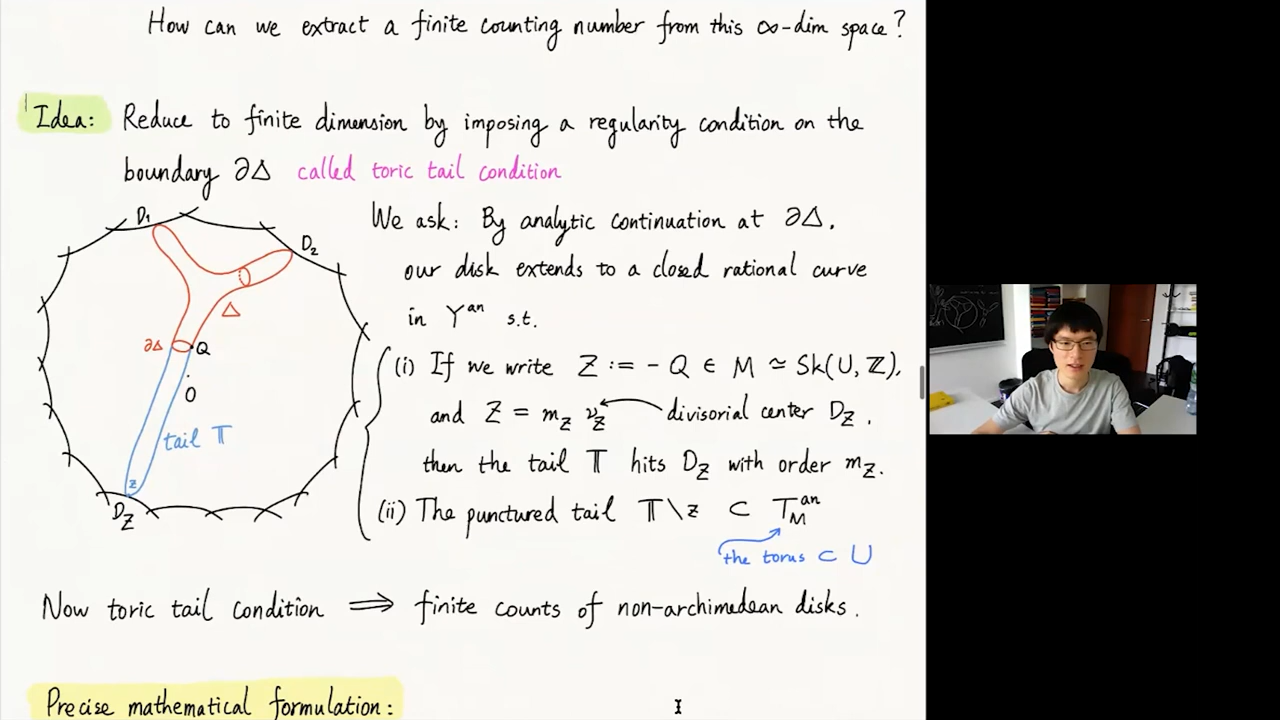 How can we extract a finite counting number from this ∞-dim space?
Idea: Reduce to finite dimension by imposing a regularity condition on the
boundary ∂Δ called toric tail condition
D₁
D₂
Δ
∂Δ
Q
O
tail 𝕋
z
D_Z
We ask: By analytic continuation at ∂Δ,
our disk extends to a closed rational curve
in Y^an s.t.
(i) If we write Z := -Q ∈ M ≃ Sk(U, ℤ),
and Z = m_Z ν_Z divisorial center D_Z,
then the tail 𝕋 hits D_Z with order m_Z.
(ii) The punctured tail 𝕋\z ⊂ T_M^an
the torus ⊂ U
Now toric tail condition ⟹ finite counts of non-archimedean disks.
Precise mathematical formulation: